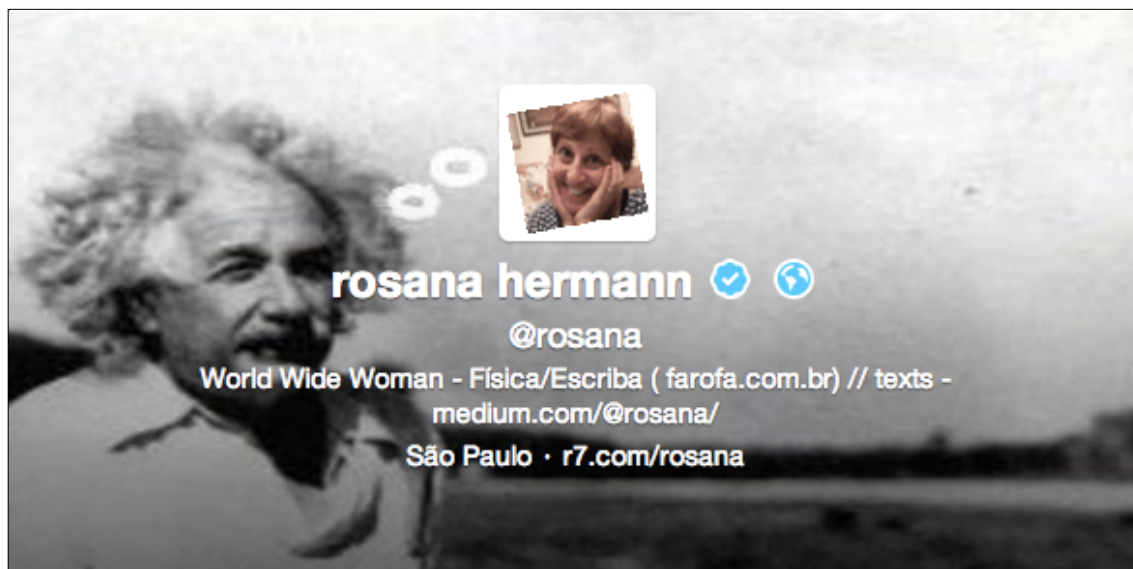 rosana hermann
@rosana
World Wide Woman - Física/Escriba ( farofa.com.br) // texts -
medium.com/@rosana/
São Paulo · r7.com/rosana